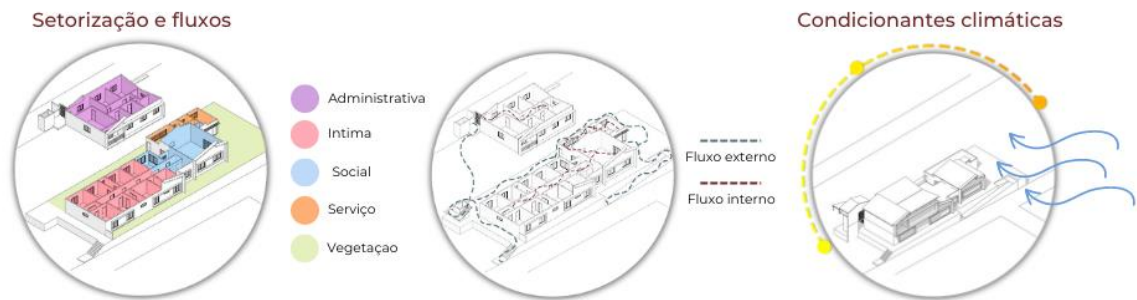 Setorização e fluxos
Condicionantes climáticas
Administrativa
Intima
Social
Serviço
Vegetaçao
Fluxo externo
Fluxo interno